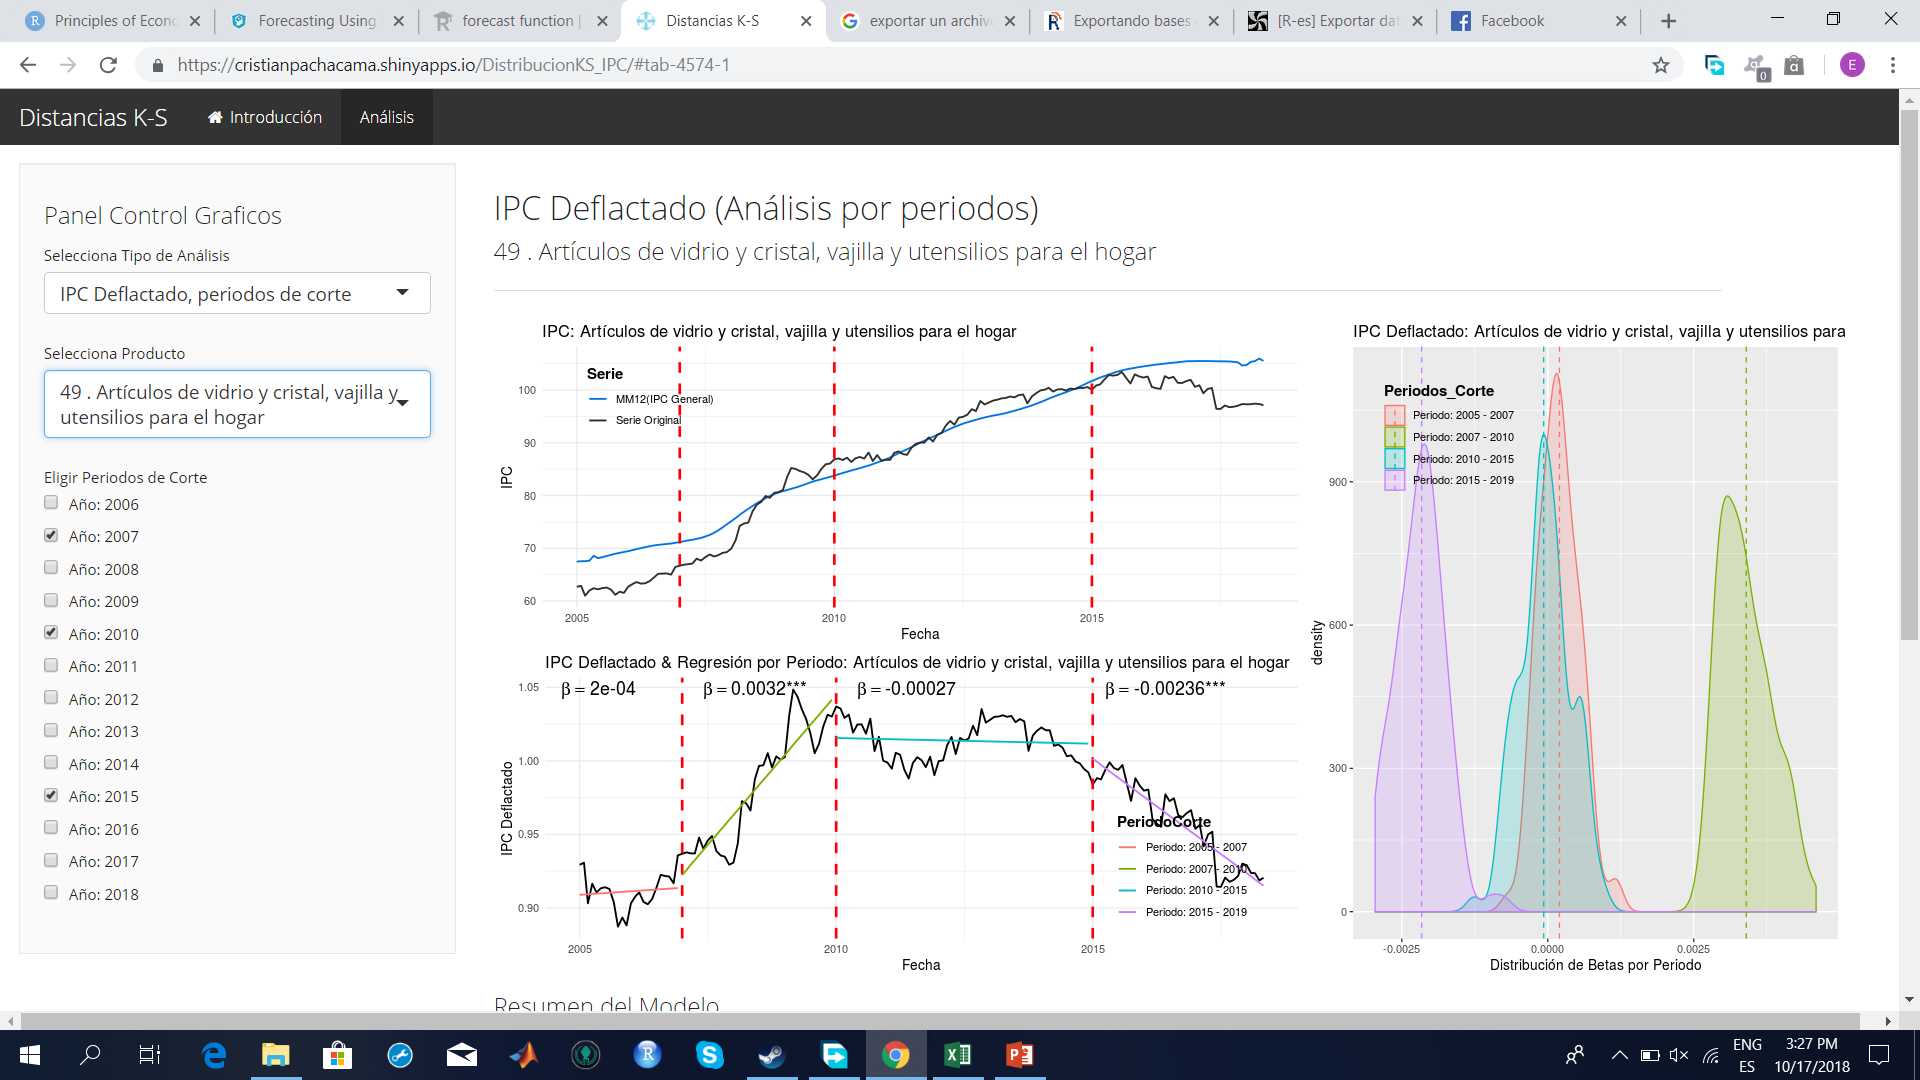 Principles of Econo
Forecasting Using
forecast function |
Distancias K-S
exportar un archivo
Exportando bases
[R-es] Exportar dat
Facebook
https://cristianpachacama.shinyapps.io/DistribucionKS_IPC/#tab-4574-1
0
E
Distancias K-S
Introducción
Análisis
Panel Control Graficos
Selecciona Tipo de Análisis
IPC Deflactado, periodos de corte
Selecciona Producto
49 . Artículos de vidrio y cristal, vajilla y
utensilios para el hogar
Eligir Periodos de Corte
Año: 2006
Año: 2007
Año: 2008
Año: 2009
Año: 2010
Año: 2011
Año: 2012
Año: 2013
Año: 2014
Año: 2015
Año: 2016
Año: 2017
Año: 2018
IPC Deflactado (Análisis por periodos)
49 . Artículos de vidrio y cristal, vajilla y utensilios para el hogar
IPC: Artículos de vidrio y cristal, vajilla y utensilios para el hogar
Serie
MM12(IPC General)
Serie Original
IPC
100
90
80
70
60
2005
2010
2015
Fecha
IPC Deflactado & Regresión por Periodo: Artículos de vidrio y cristal, vajilla y utensilios para el hogar
β = 2e-04
β = 0.0032***
β = -0.00027
β = -0.00236***
IPC Deflactado
1.05
1.00
0.95
0.90
PeriodoCorte
Periodo: 2005 - 2007
Periodo: 2007 - 2010
Periodo: 2010 - 2015
Periodo: 2015 - 2019
2005
2010
2015
Fecha
IPC Deflactado: Artículos de vidrio y cristal, vajilla y utensilios para
Periodos_Corte
Periodo: 2005 - 2007
Periodo: 2007 - 2010
Periodo: 2010 - 2015
Periodo: 2015 - 2019
density
900
600
300
0
-0.0025
0.0000
0.0025
Distribución de Betas por Periodo
Resumen del Modelo
ENG
ES
3:27 PM
10/17/2018